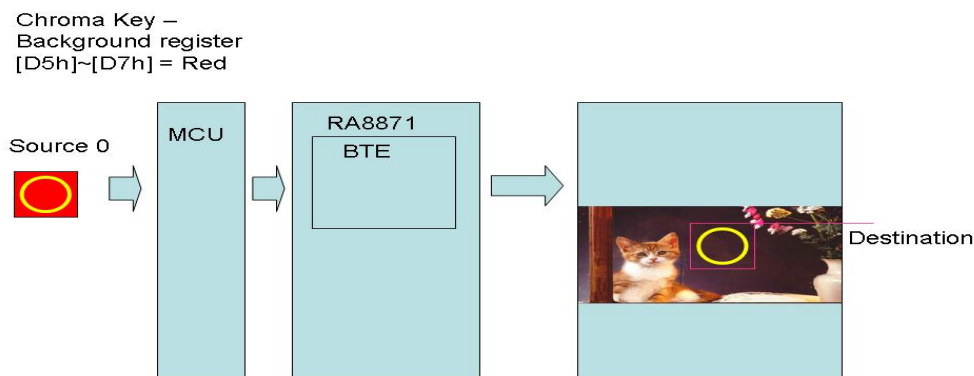 Chroma Key –
Background register
[D5h]~[D7h] = Red
Source 0
MCU
RA8871
BTE
Destination